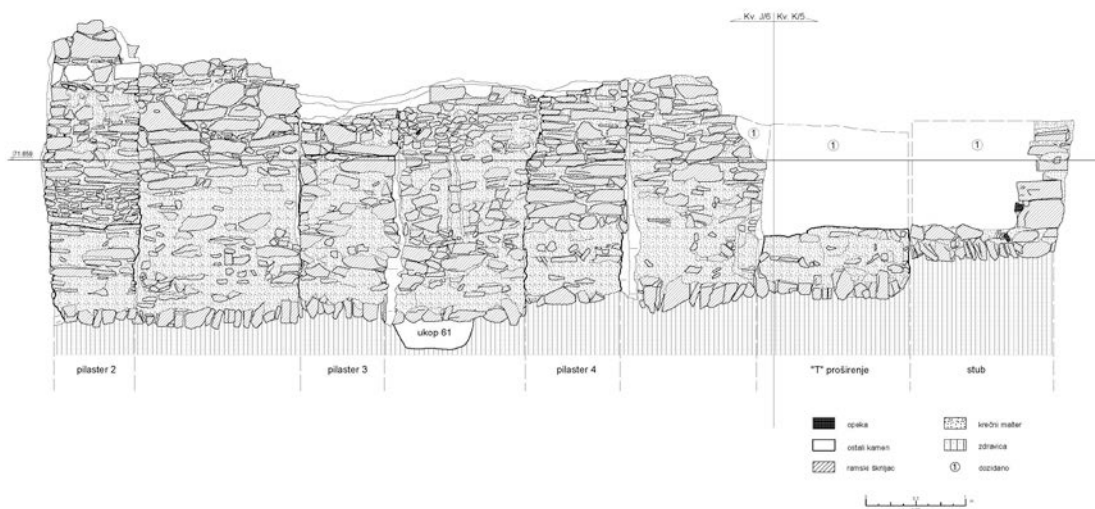 Kv. J/6 Kv. K/5
71.859
①
①
①
ukop 61
pilaster 2
pilaster 3
pilaster 4
"T" proširenje
stub
opeka
ostali kamen
ramski škriljac
krečni malter
zdravica
① dozidano